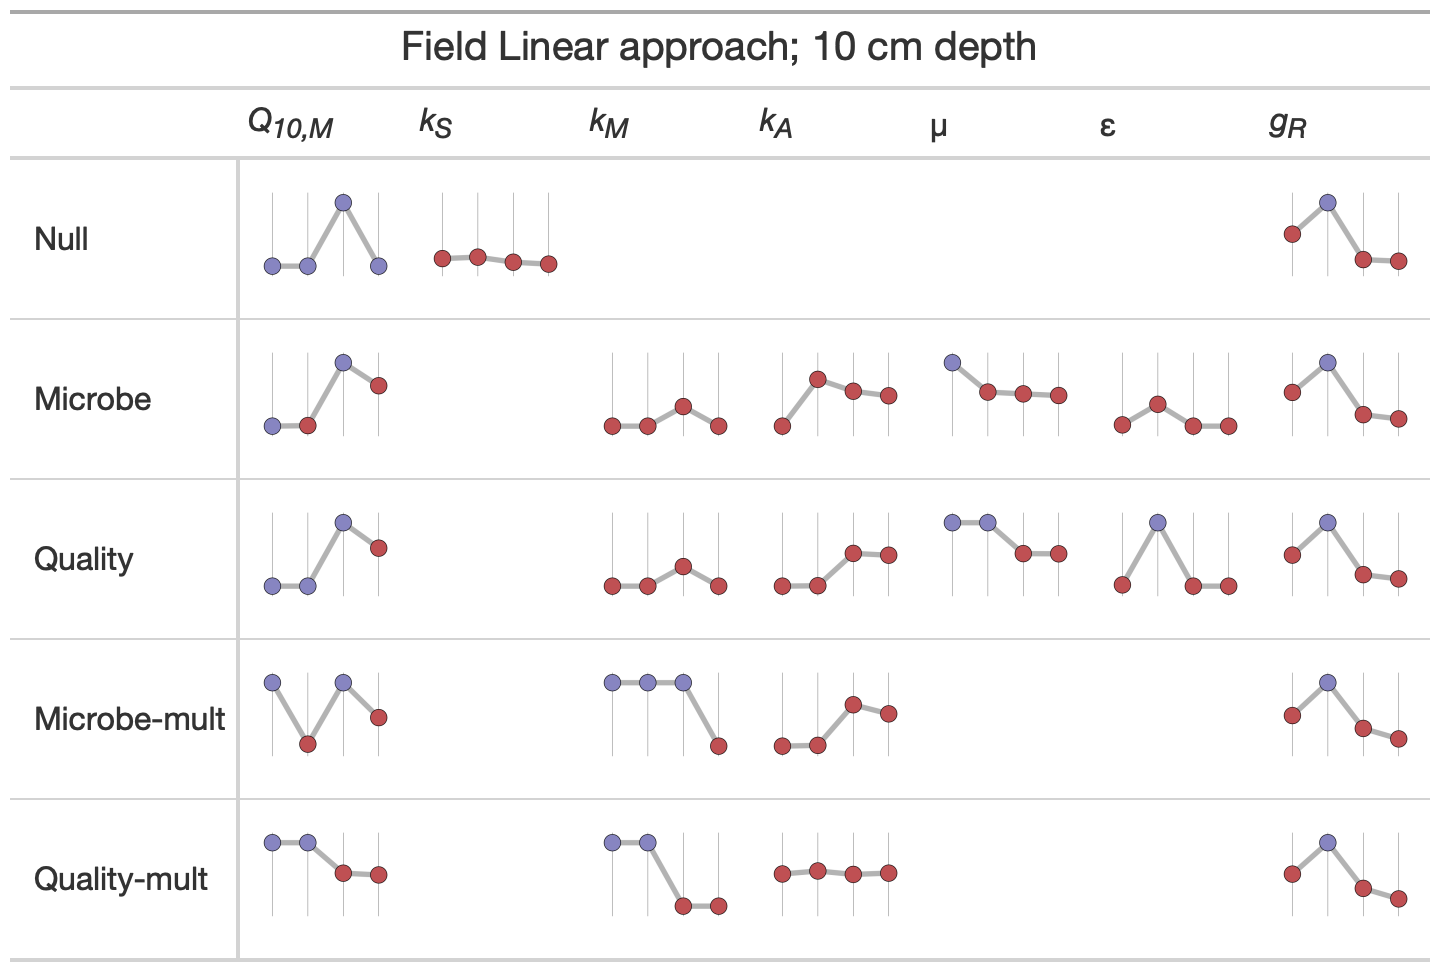 Field Linear approach; 10 cm depth
Q10,M kS kM kA μ ε gR
Null
Microbe
Quality
Microbe-mult
Quality-mult